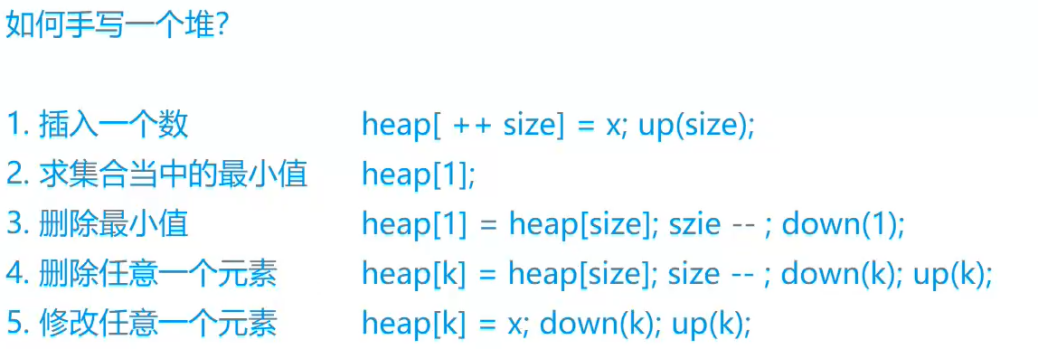 如何手写一个堆?
1. 插入一个数 heap[ ++ size] = x; up(size);
2. 求集合当中的最小值 heap[1];
3. 删除最小值 heap[1] = heap[size]; szie -- ; down(1);
4. 删除任意一个元素 heap[k] = heap[size]; size -- ; down(k); up(k);
5. 修改任意一个元素 heap[k] = x; down(k); up(k);